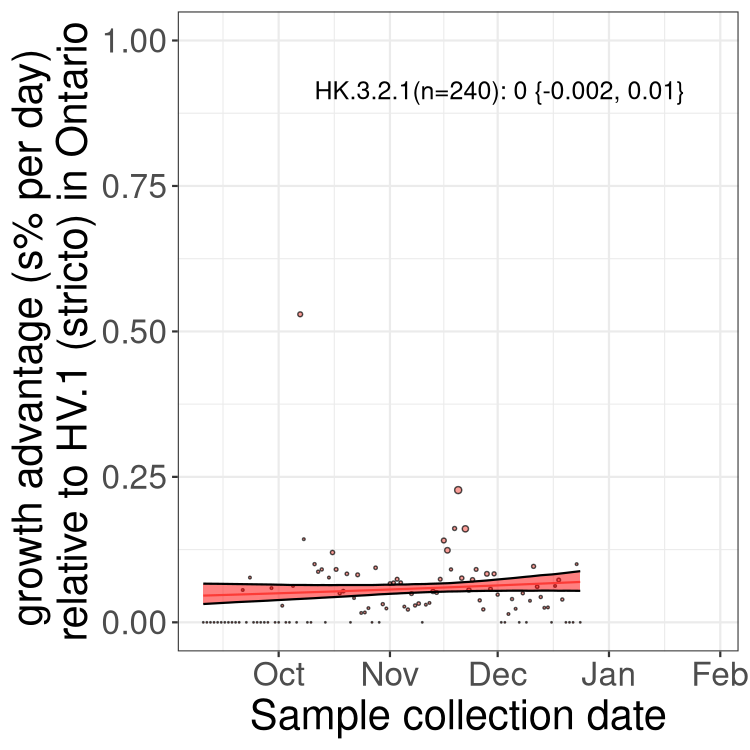 HK.3.2.1(n=240): 0 {-0.002, 0.01}
growth advantage (s% per day)
relative to HV.1 (stricto) in Ontario
1.00
0.75
0.50
0.25
0.00
Oct Nov Dec Jan Feb
Sample collection date